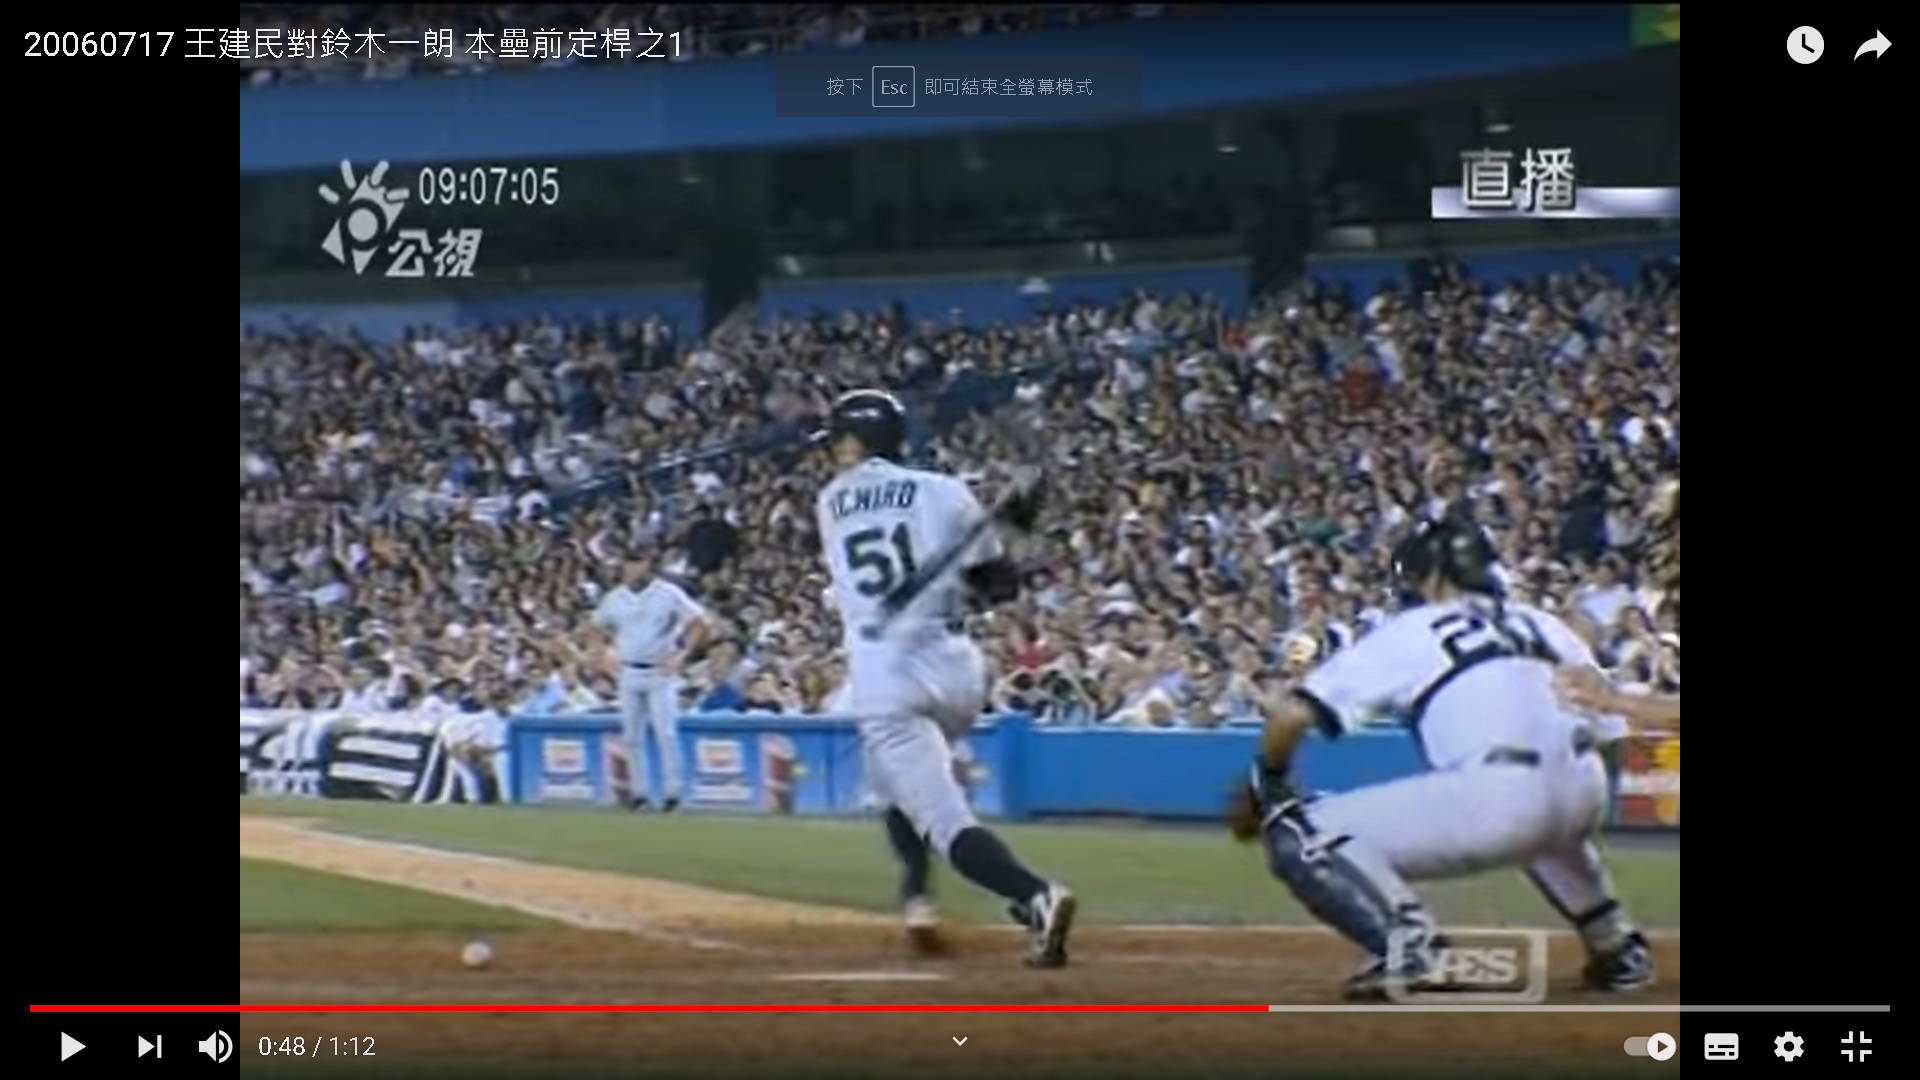 20060717 王建民對鈴木一朗 本壘前定桿之1
按下 Esc 即可結束全螢幕模式
09:07:05
公視
直播
ICHIRO
51
YES
0:48 / 1:12